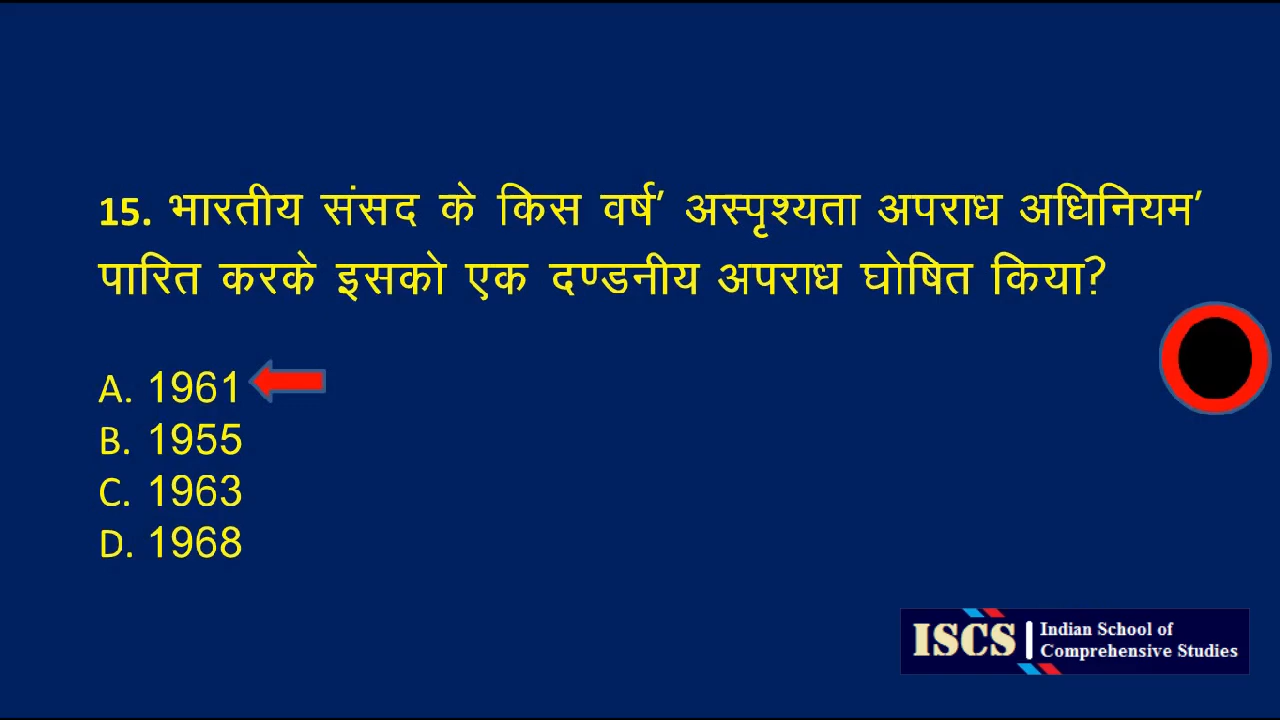 15. भारतीय संसद के किस वर्ष’ अस्पृश्यता अपराध अधिनियम’
पारित करके इसको एक दण्डनीय अपराध घोषित किया?
A. 1961
B. 1955
C. 1963
D. 1968
ISCS
Indian School of
Comprehensive Studies